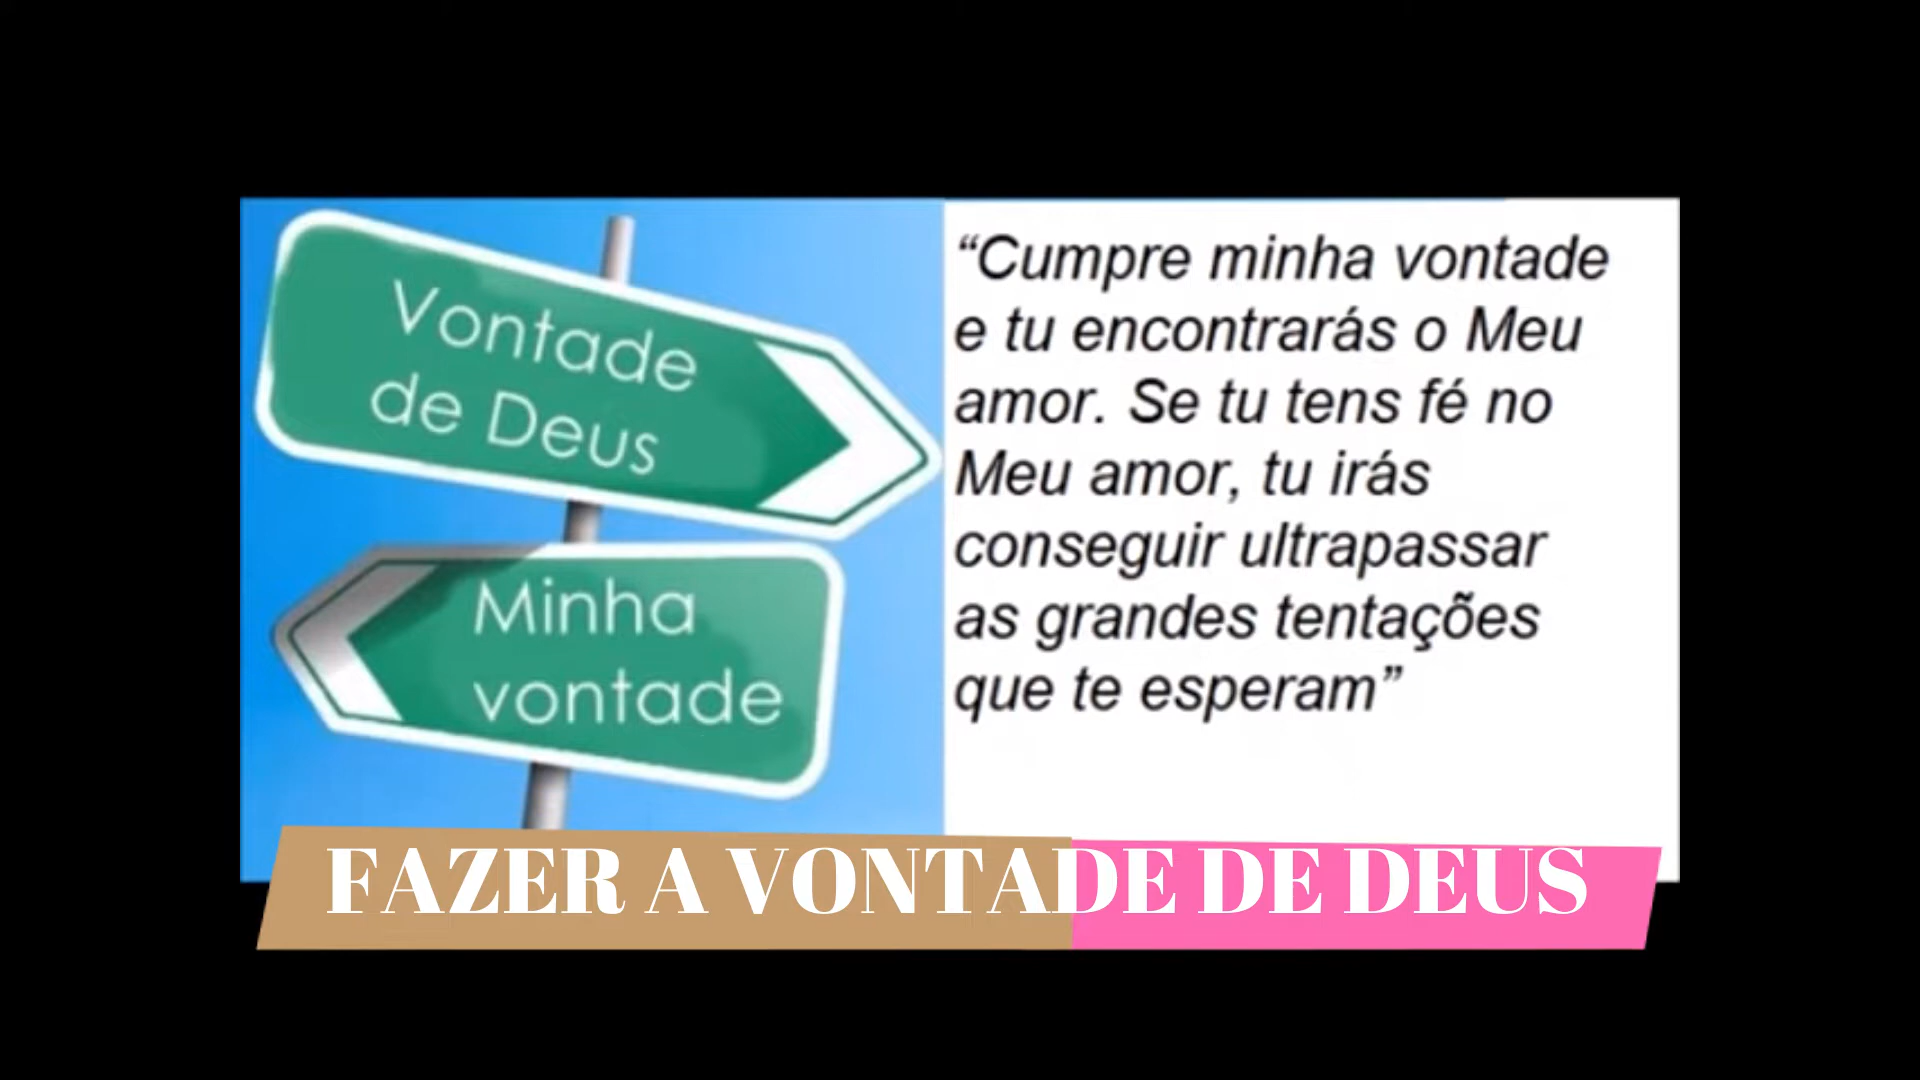 Vontade
de Deus
Minha
vontade
“Cumpre minha vontade
e tu encontrarás o Meu
amor. Se tu tens fé no
Meu amor, tu irás
conseguir ultrapassar
as grandes tentações
que te esperam”
FAZER A VONTADE DE DEUS